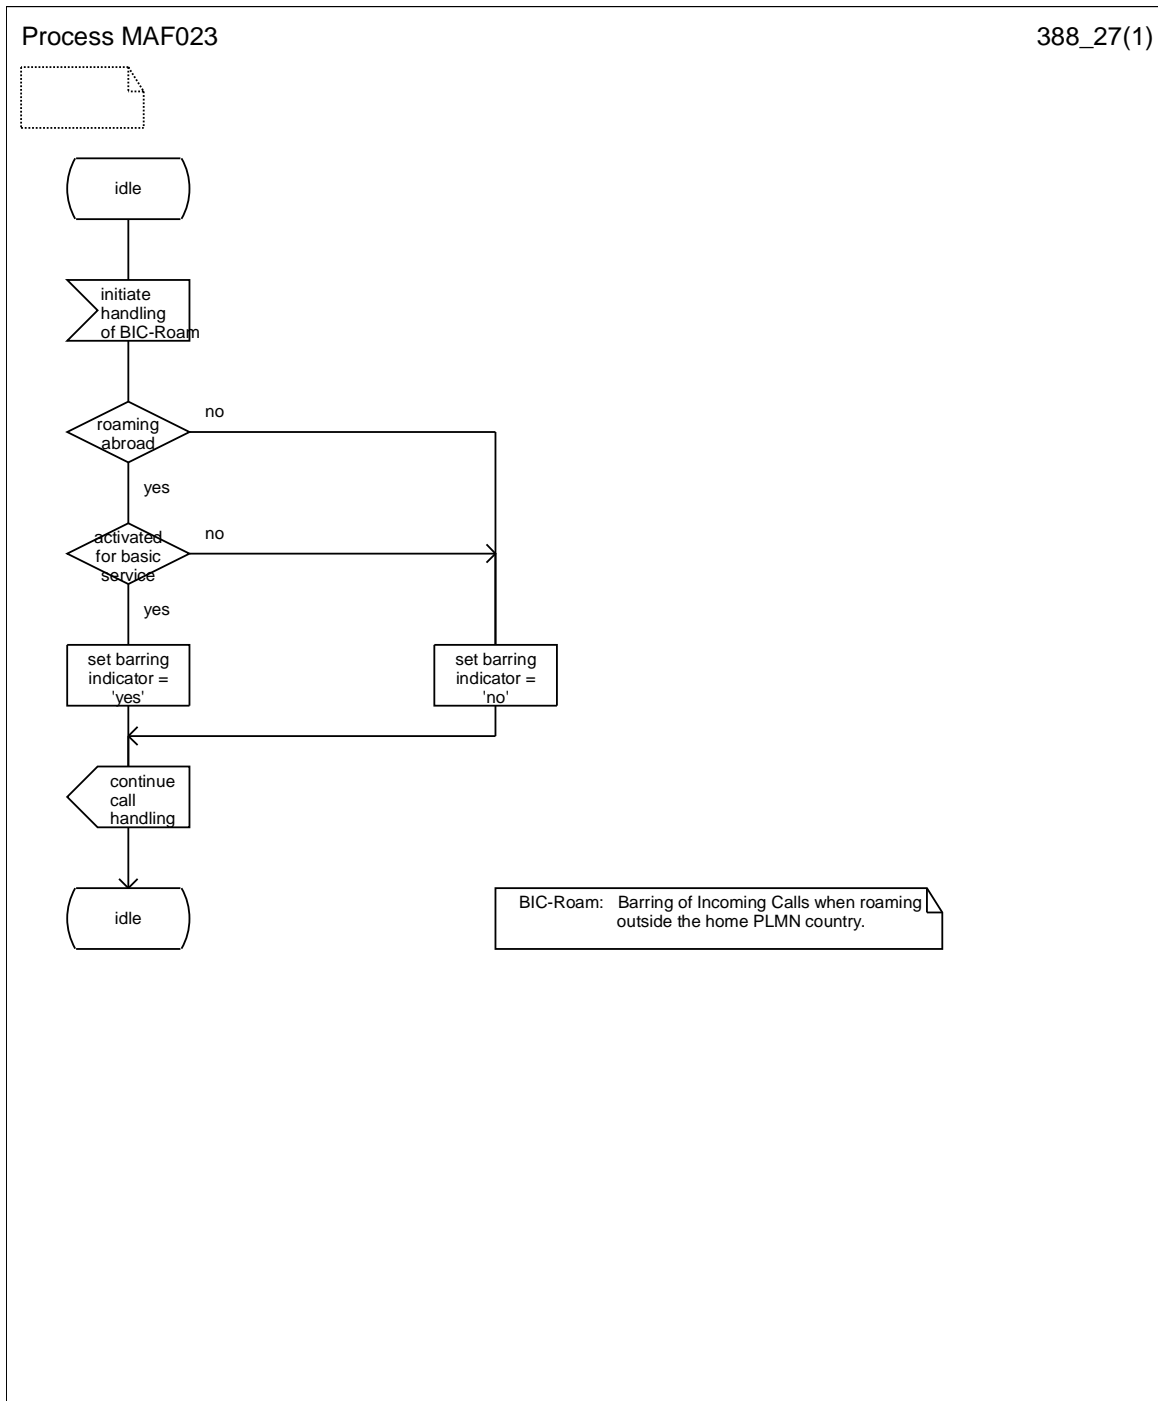 Process MAF023
388_27(1)
idle
initiate
handling
of BIC-Roam
roaming
abroad
no
yes
activated
for basic
service
no
yes
set barring
indicator =
'yes'
set barring
indicator =
'no'
continue
call
handling
idle
BIC-Roam: Barring of Incoming Calls when roaming
outside the home PLMN country.